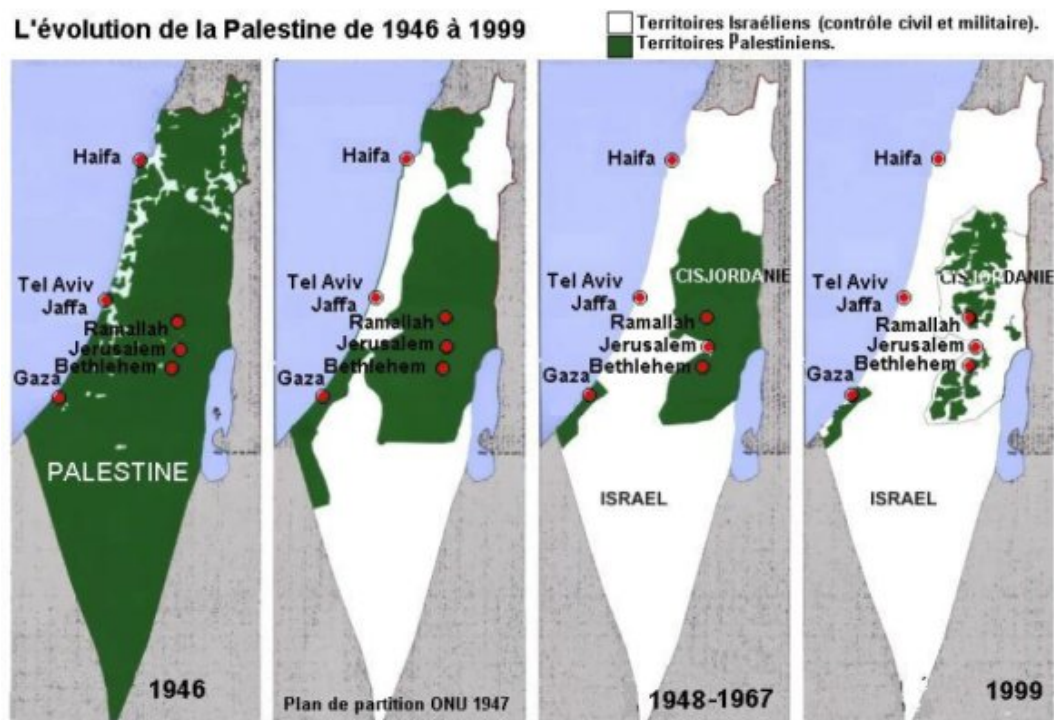 L'évolution de la Palestine de 1946 à 1999
Territoires Israéliens (contrôle civil et militaire).
Territoires Palestiniens.
Haifa
Tel Aviv
Jaffa
Ramallah
Jerusalem
Bethlehem
Gaza
PALESTINE
1946
Haifa
Tel Aviv
Jaffa
Ramallah
Jerusalem
Bethlehem
Gaza
Plan de partition ONU 1947
Haifa
CISJORDANIE
Tel Aviv
Jaffa
Ramallah
Jerusalem
Bethlehem
Gaza
ISRAEL
1948-1967
Haifa
CISJORDANIE
Tel Aviv
Jaffa
Ramallah
Jerusalem
Bethlehem
Gaza
ISRAEL
1999